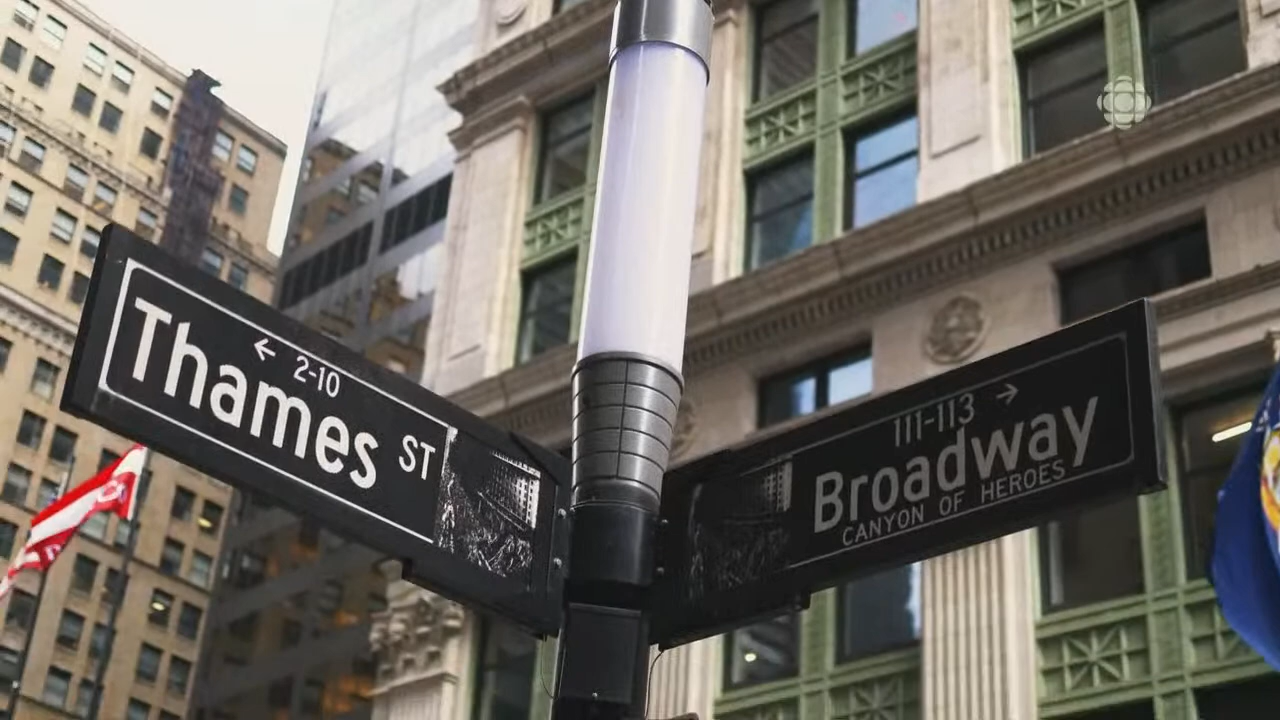 ← 2-10
Thames ST
111-113 →
Broadway
CANYON OF HEROES